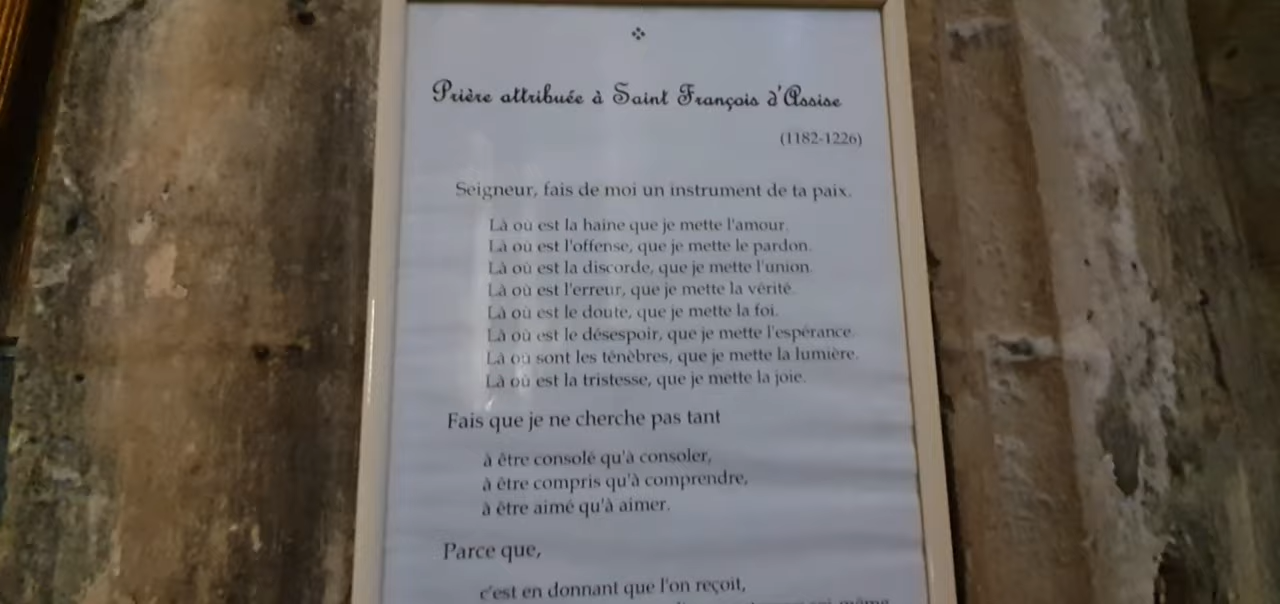 Prière attribuée à Saint François d'Assise
(1182-1226)
Seigneur, fais de moi un instrument de ta paix.
Là où est la haine que je mette l'amour.
Là où est l'offense, que je mette le pardon.
Là où est la discorde, que je mette l'union.
Là où est l'erreur, que je mette la vérité.
Là où est le doute, que je mette la foi.
Là où est le désespoir, que je mette l'espérance.
Là où sont les ténèbres, que je mette la lumière.
Là où est la tristesse, que je mette la joie.
Fais que je ne cherche pas tant
à être consolé qu'à consoler,
à être compris qu'à comprendre,
à être aimé qu'à aimer.
Parce que,
c'est en donnant que l'on reçoit,